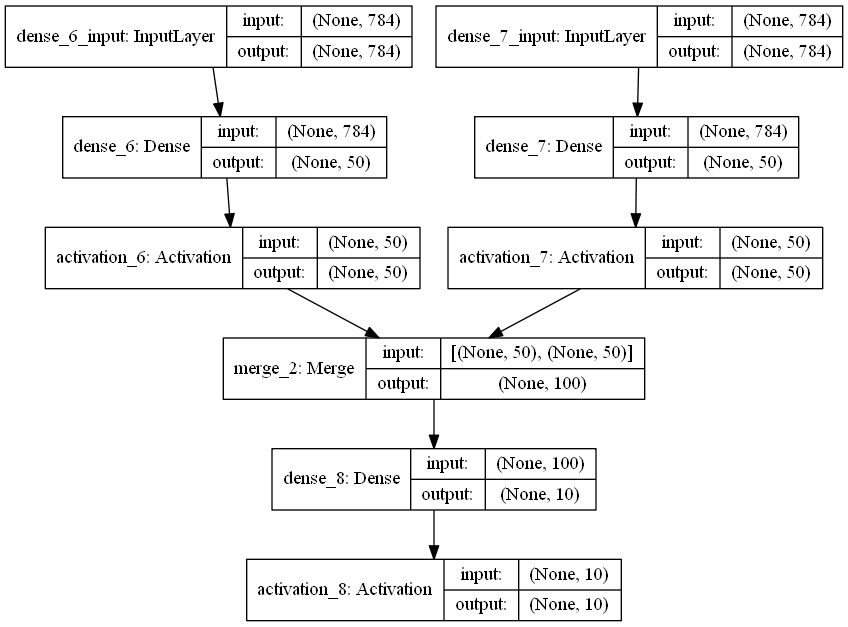 dense_6_input: InputLayer
input: (None, 784)
output: (None, 784)
dense_7_input: InputLayer
input: (None, 784)
output: (None, 784)
dense_6: Dense
input: (None, 784)
output: (None, 50)
dense_7: Dense
input: (None, 784)
output: (None, 50)
activation_6: Activation
input: (None, 50)
output: (None, 50)
activation_7: Activation
input: (None, 50)
output: (None, 50)
merge_2: Merge
input: [(None, 50), (None, 50)]
output: (None, 100)
dense_8: Dense
input: (None, 100)
output: (None, 10)
activation_8: Activation
input: (None, 10)
output: (None, 10)